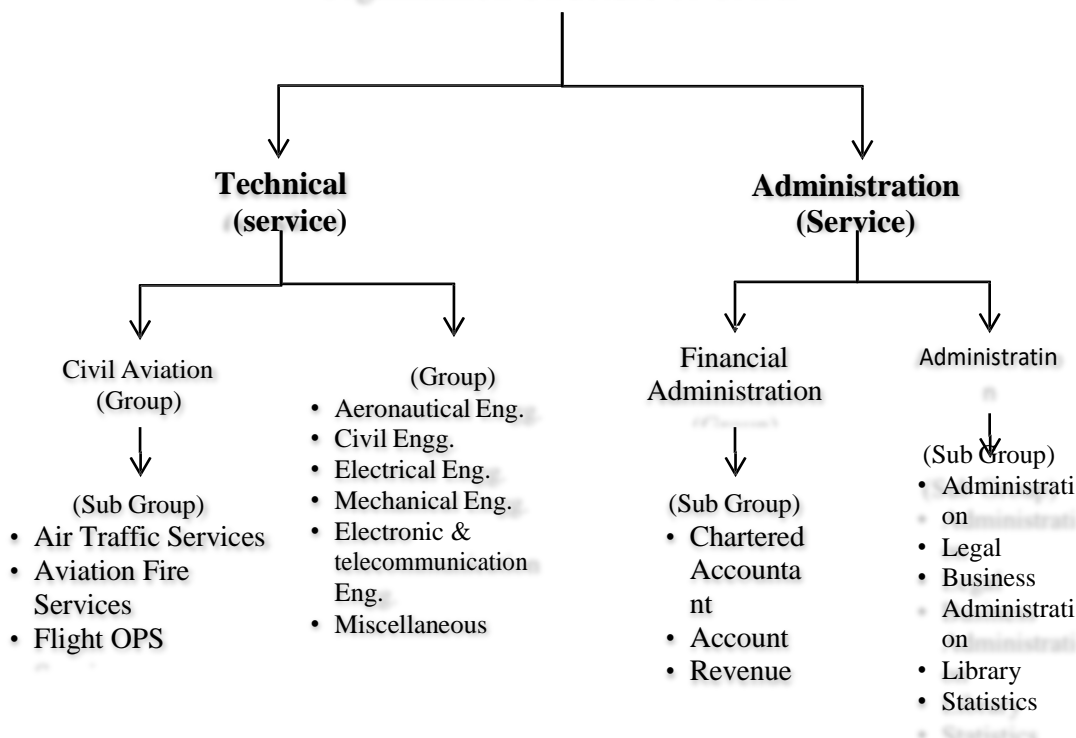 Technical
(service)
Administration
(Service)
Civil Aviation
(Group)
(Group)
• Aeronautical Eng.
• Civil Engg.
• Electrical Eng.
• Mechanical Eng.
• Electronic &
telecommunication
Eng.
• Miscellaneous
Financial
Administration
Administratin
n
(Sub Group)
• Air Traffic Services
• Aviation Fire
Services
• Flight OPS
(Sub Group)
• Chartered
Accounta
nt
• Account
• Revenue
(Sub Group)
• Administrati
on
• Legal
• Business
• Administrati
on
• Library
• Statistics